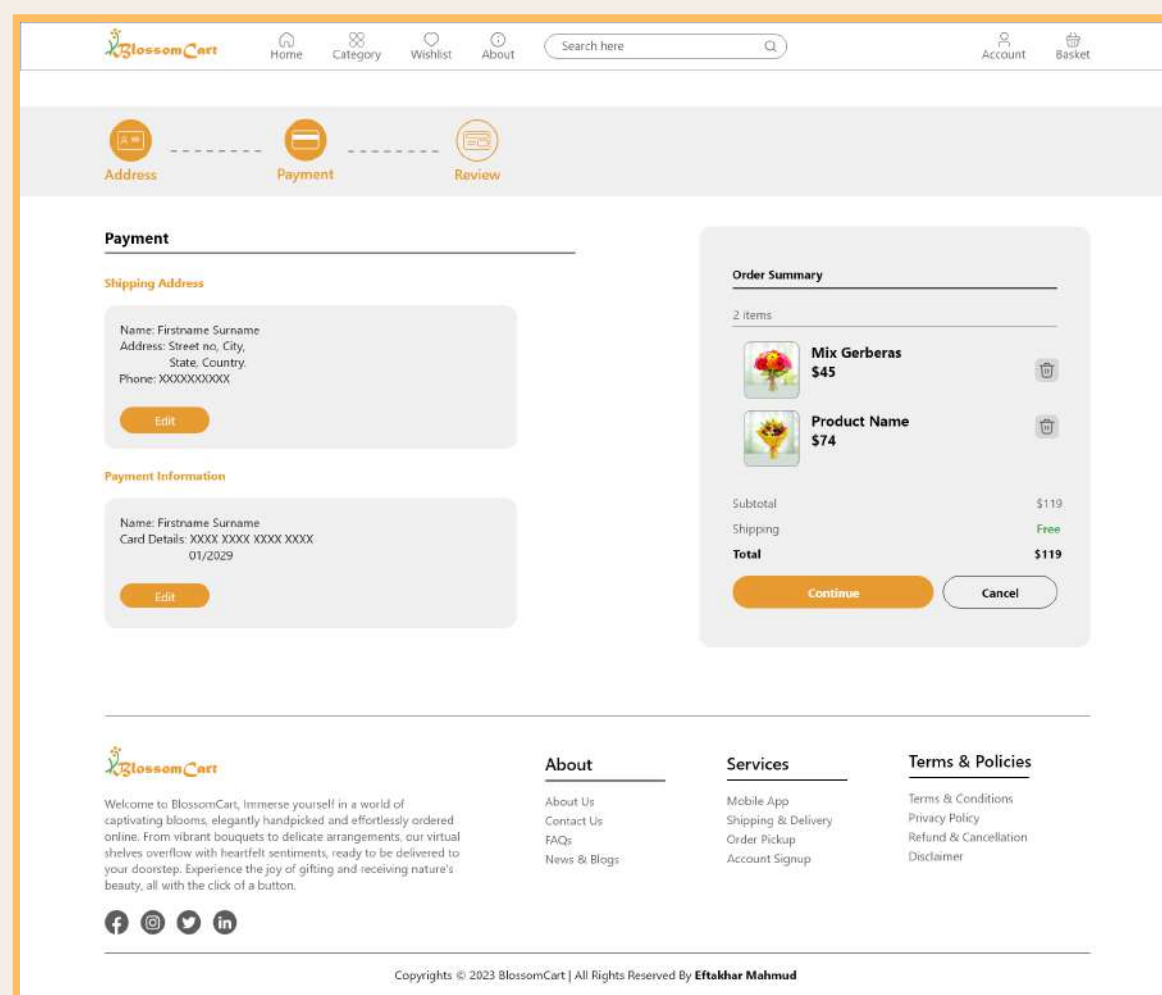 BlossomCart
Home
Category
Wishlist
About
Search here
Account
Basket
Address
Payment
Review
Payment
Shipping Address
Name: Firstname Surname
Address: Street no, City,
State, Country.
Phone: XXXXXXXXXX
Edit
Payment Information
Name: Firstname Surname
Card Details: XXXX XXXX XXXX XXXX
01/2029
Edit
Order Summary
2 items
Mix Gerberas
$45
Product Name
$74
Subtotal $119
Shipping Free
Total $119
Continue
Cancel
BlossomCart
Welcome to BlossomCart, Immerse yourself in a world of
captivating blooms, elegantly handpicked and effortlessly ordered
online. From vibrant bouquets to delicate arrangements, our virtual
shelves overflow with heartfelt sentiments, ready to be delivered to
your doorstep. Experience the joy of gifting and receiving nature's
beauty, all with the click of a button.
About
About Us
Contact Us
FAQs
News & Blogs
Services
Mobile App
Shipping & Delivery
Order Pickup
Account Signup
Terms & Policies
Terms & Conditions
Privacy Policy
Refund & Cancellation
Disclaimer
Copyrights © 2023 BlossomCart | All Rights Reserved By Eftakhar Mahmud